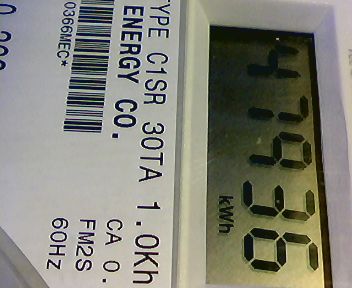 47936
kWh
TYPE C1SR 30TA 1.0Kh
ENERGY CO.
CA 0.
FM2S
0366MEC*
60HZ